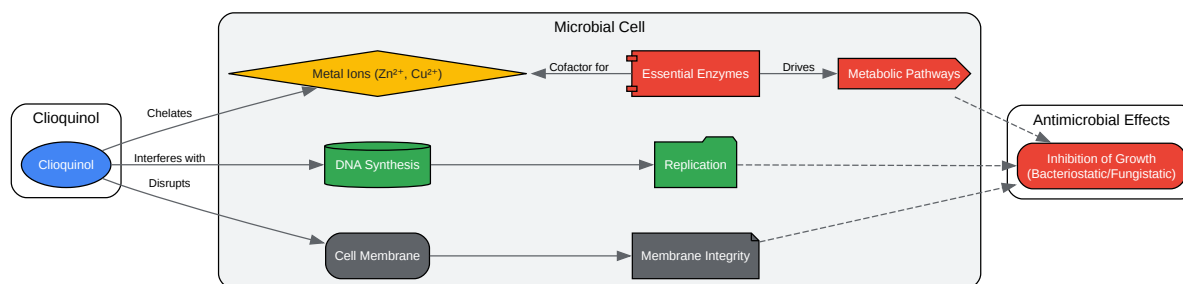 Microbial Cell
Metal Ions (Zn²⁺, Cu²⁺)
Cofactor for
Essential Enzymes
Drives
Metabolic Pathways
Chelates
Clioquinol
Clioquinol
Interferes with
DNA Synthesis
Replication
Antimicrobial Effects
Inhibition of Growth
(Bacteriostatic/Fungistatic)
Disrupts
Cell Membrane
Membrane Integrity